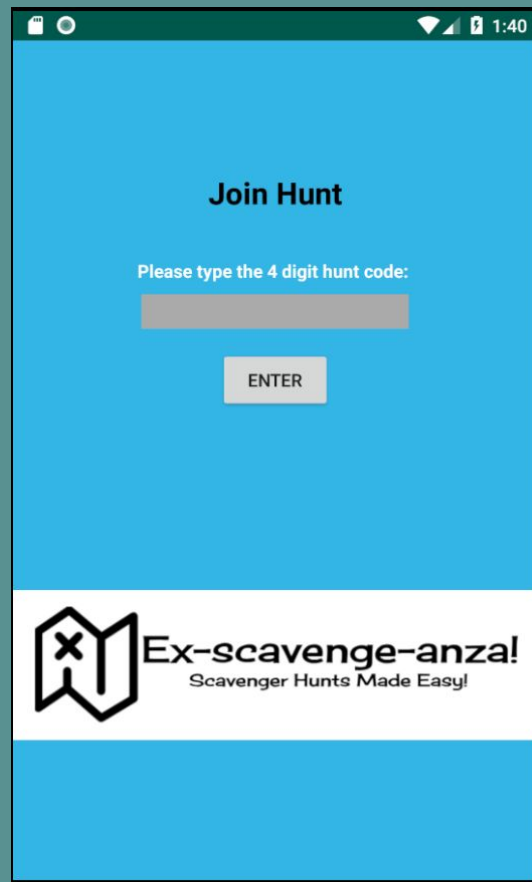 1:40
Join Hunt
Please type the 4 digit hunt code:
ENTER
Ex-scavenge-anza!
Scavenger Hunts Made Easy!